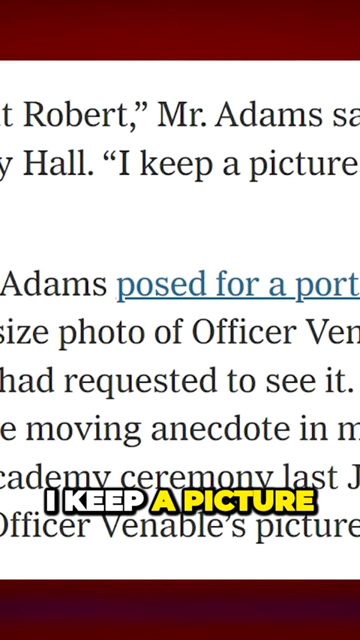 t Robert,” Mr. Adams sa
y Hall. “I keep a picture
Adams posed for a port
size photo of Officer Ven
had requested to see it.
e moving anecdote in m
cademy ceremony last J
I KEEP A PICTURE
Officer Venable’s picture